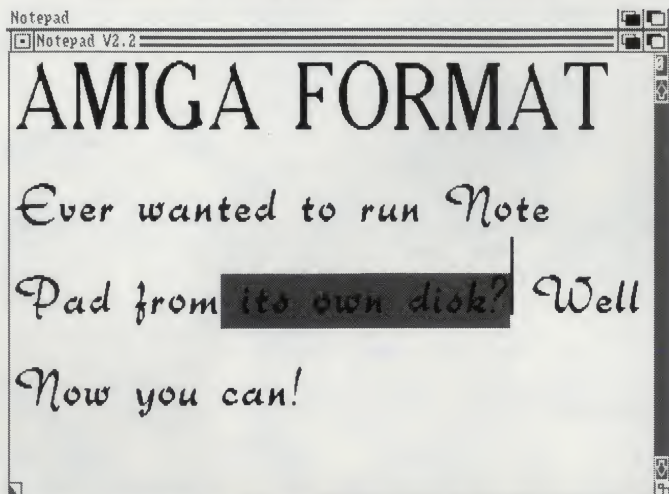 Notepad
Notepad V2.2
AMIGA FORMAT
Ever wanted to run Note
Pad from its own disk? Well
Now you can!